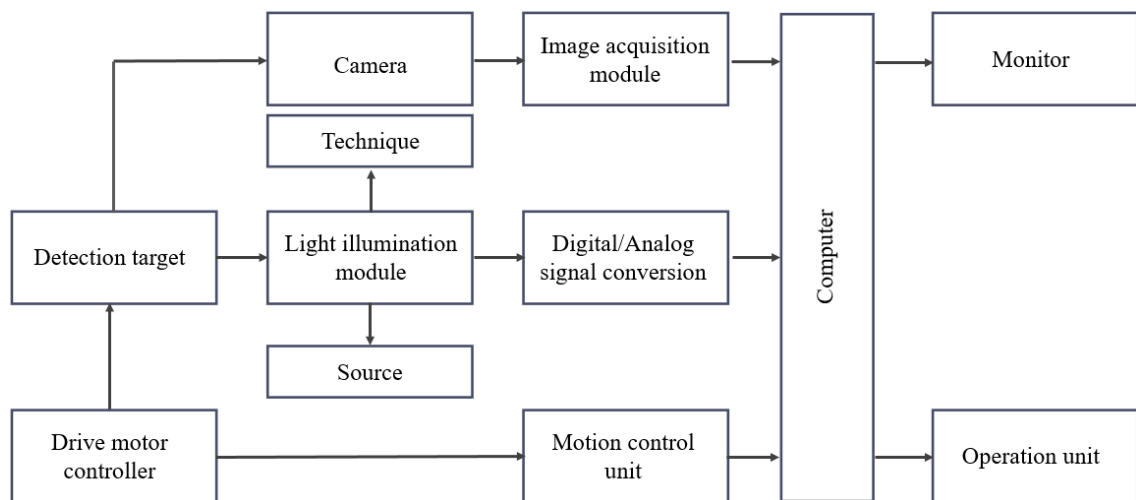 Camera
Image acquisition
module
Monitor
Technique
Detection target
Light illumination
module
Digital/Analog
signal conversion
Computer
Source
Drive motor
controller
Motion control
unit
Operation unit